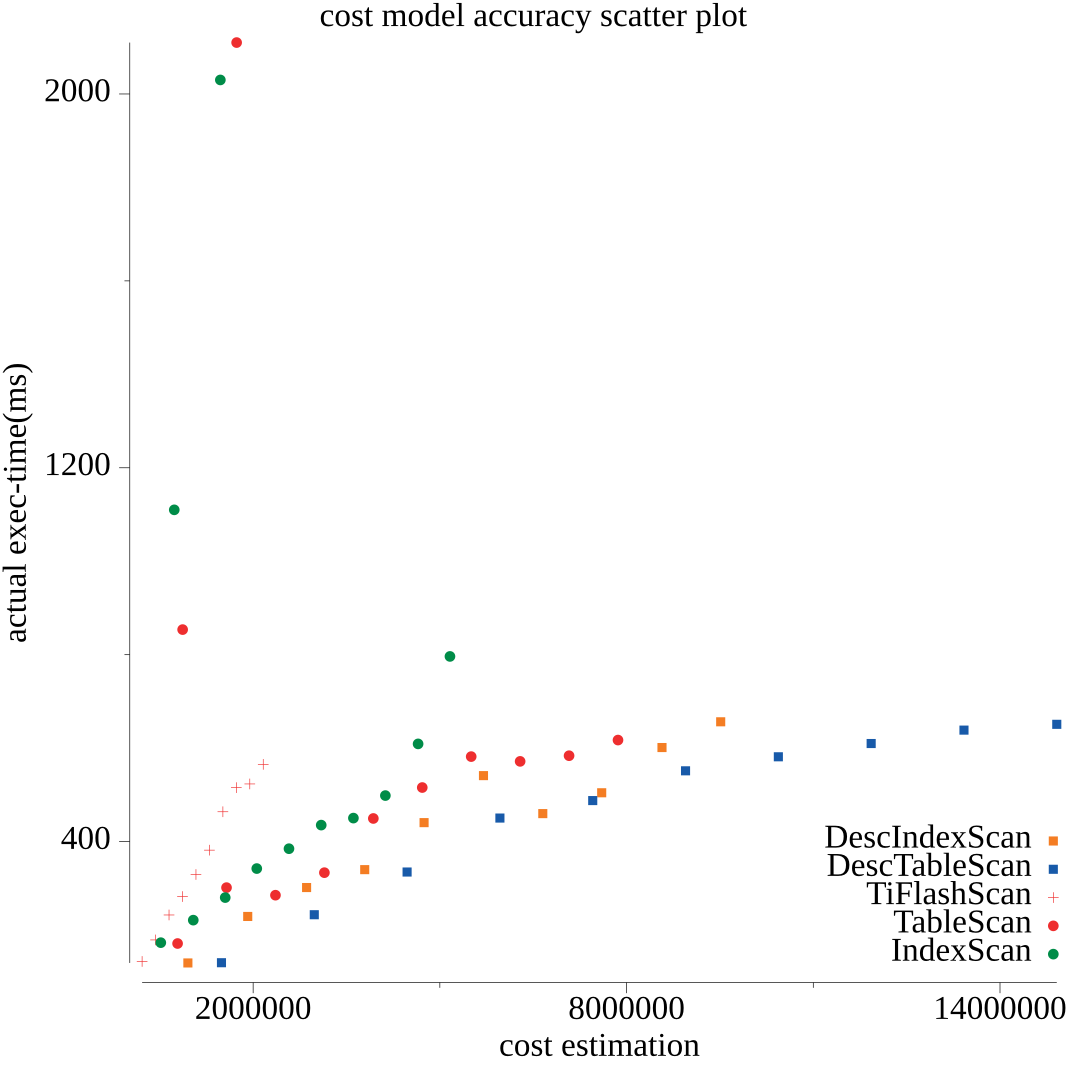 cost model accuracy scatter plot
2000
1200
400
actual exec-time(ms)
DescIndexScan
DescTableScan
TiFlashScan
TableScan
IndexScan
2000000
8000000
14000000
cost estimation